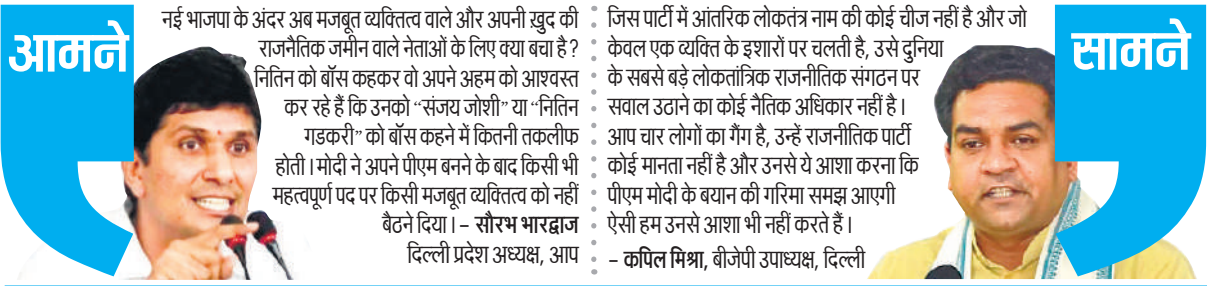 आमने
नई भाजपा के अंदर अब मजबूत व्यक्तित्व वाले और अपनी ख़ुद की
राजनैतिक जमीन वाले नेताओं के लिए क्या बचा है?
नितिन को बॉस कहकर वो अपने अहम को आश्वस्त
कर रहे हैं कि उनको “संजय जोशी” या “नितिन
गडकरी” को बॉस कहने में कितनी तकलीफ
होती। मोदी ने अपने पीएम बनने के बाद किसी भी
महत्वपूर्ण पद पर किसी मजबूत व्यक्तित्व को नहीं
बैठने दिया। – सौरभ भारद्वाज
दिल्ली प्रदेश अध्यक्ष, आप
सामने
जिस पार्टी में आंतरिक लोकतंत्र नाम की कोई चीज नहीं है और जो
केवल एक व्यक्ति के इशारों पर चलती है, उसे दुनिया
के सबसे बड़े लोकतांत्रिक राजनीतिक संगठन पर
सवाल उठाने का कोई नैतिक अधिकार नहीं है।
आप चार लोगों का गैंग है, उन्हें राजनीतिक पार्टी
कोई मानता नहीं है और उनसे ये आशा करना कि
पीएम मोदी के बयान की गरिमा समझ आएगी
ऐसी हम उनसे आशा भी नहीं करते हैं।
– कपिल मिश्रा, बीजेपी उपाध्यक्ष, दिल्ली